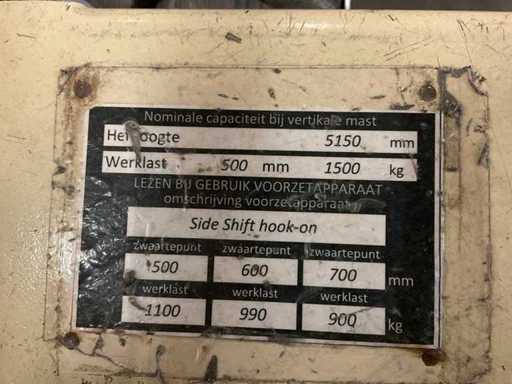 Nominale capaciteit bij vertikale mast
Hefhoogte 5150 mm
Werklast 500 mm 1500 kg
LEZEN BIJ GEBRUIK VOORZETAPPARAAT
omschrijving voorzetapparaat
Side Shift hook-on
zwaartepunt zwaartepunt zwaartepunt
500 600 700 mm
werklast werklast werklast
1100 990 900 kg